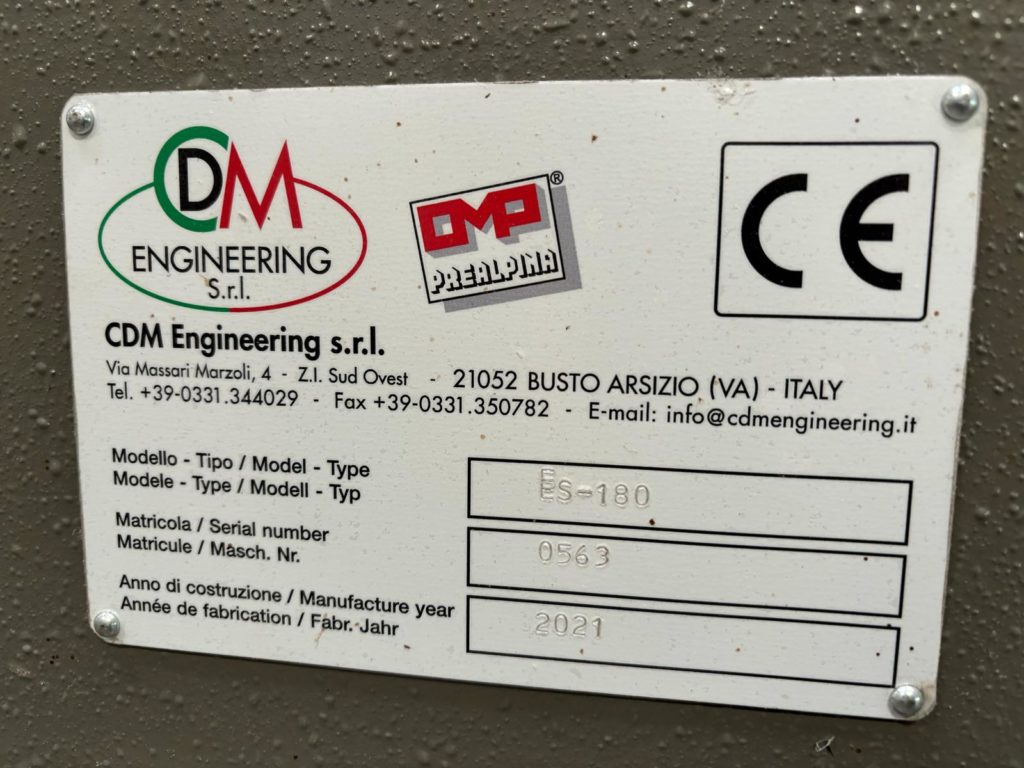 CDM
ENGINEERING
S.r.l.
OMP ®
PREALPINA
CE
CDM Engineering s.r.l.
Via Massari Marzoli, 4 - Z.I. Sud Ovest - 21052 BUSTO ARSIZIO (VA) - ITALY
Tel. +39-0331.344029 - Fax +39-0331.350782 - E-mail: info@cdmengineering.it
Modello - Tipo / Model - Type
Modele - Type / Modell - Typ
ES-180
Matricola / Serial number
Matricule / Masch. Nr.
0563
Anno di costruzione / Manufacture year
Année de fabrication / Fabr. Jahr
2021